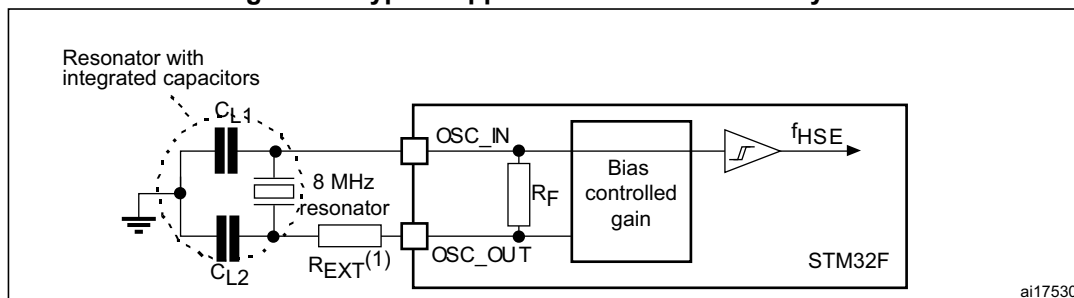 Resonator with
integrated capacitors
CL1
OSC_IN
fHSE
8 MHz
resonator
RF
Bias
controlled
gain
REXT(1)
OSC_OUT
STM32F
CL2
ai17530